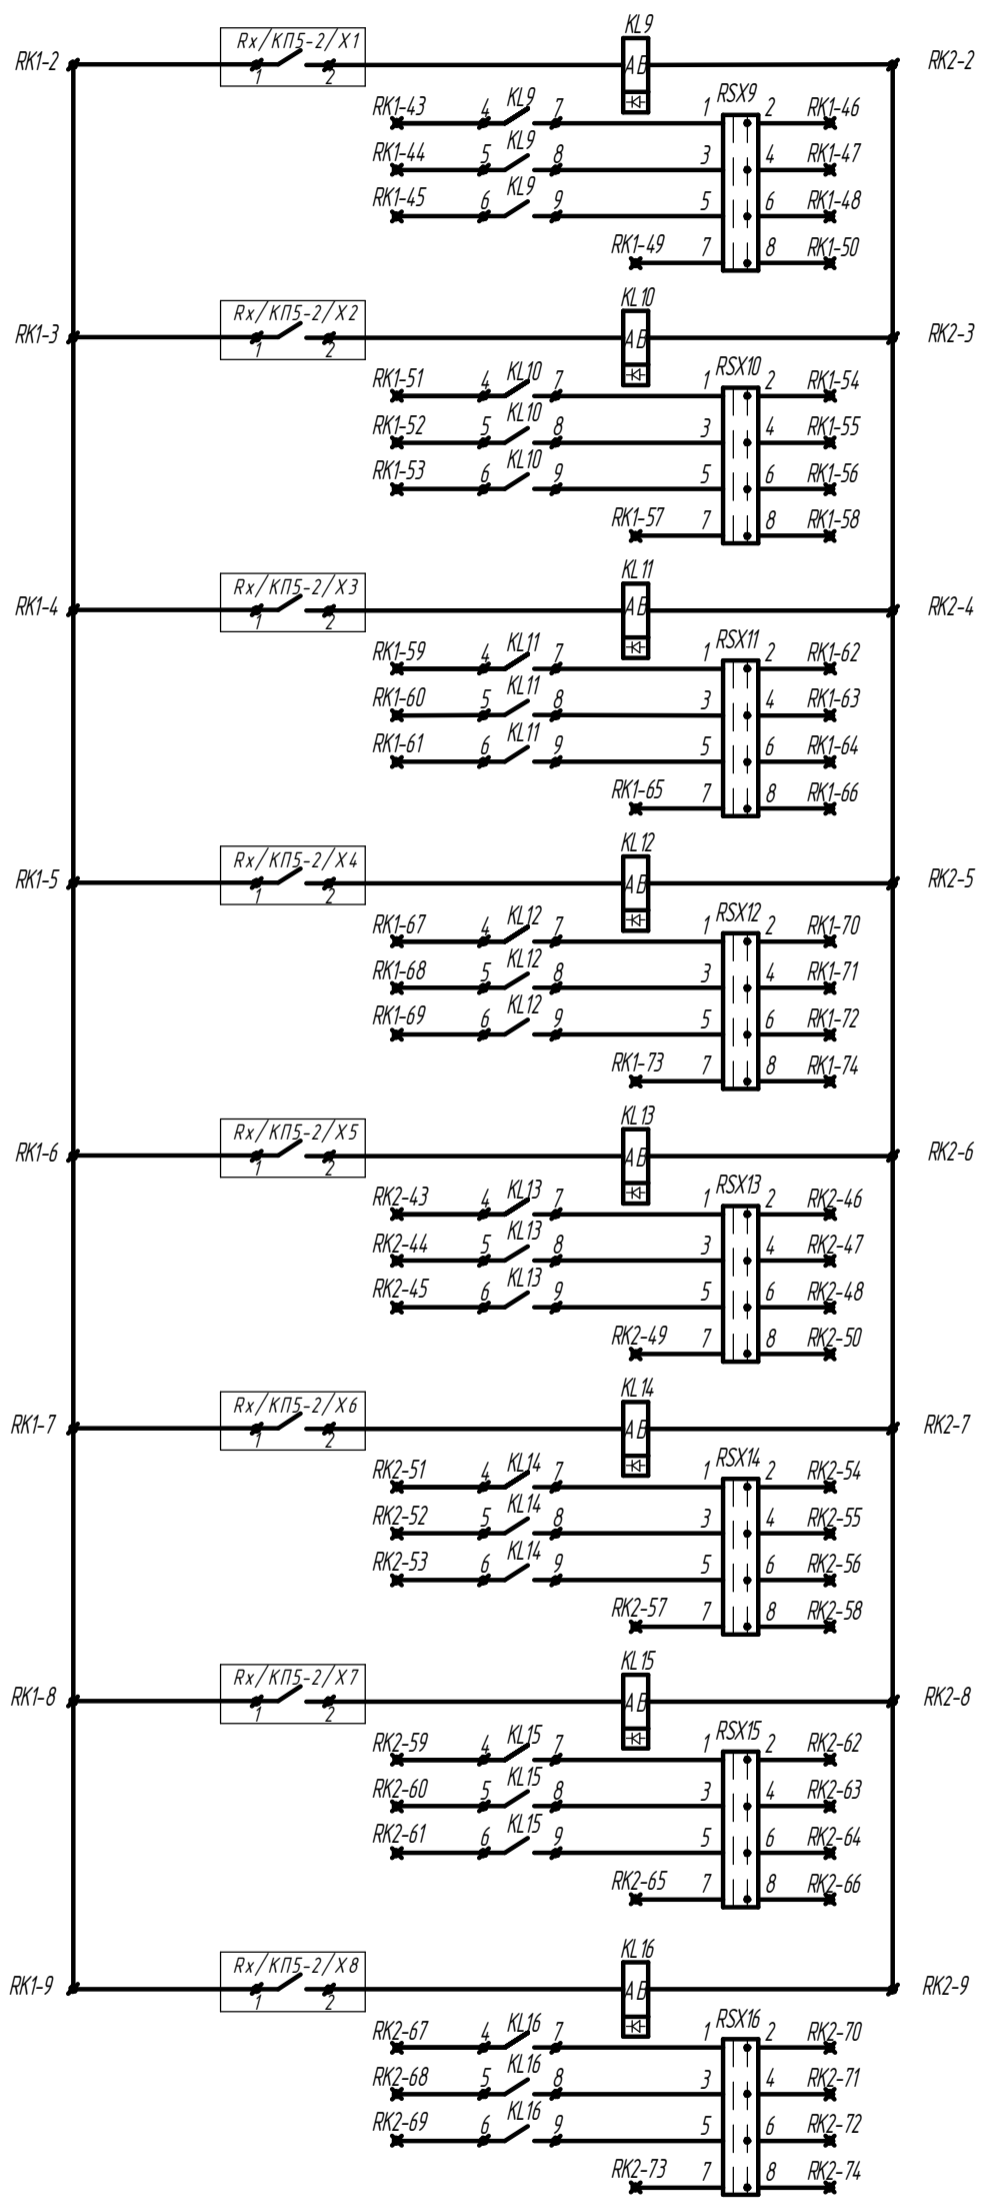 KL9
Rx/КП5-2/X1
RK1-2 1 2 A B RK2-2
RSX9
RK1-43 4 KL9 7 1 2 RK1-46
RK1-44 5 KL9 8 3 4 RK1-47
RK1-45 6 KL9 9 5 6 RK1-48
RK1-49 7 8 RK1-50
KL10
Rx/КП5-2/X2
RK1-3 1 2 A B RK2-3
RSX10
RK1-51 4 KL10 7 1 2 RK1-54
RK1-52 5 KL10 8 3 4 RK1-55
RK1-53 6 KL10 9 5 6 RK1-56
RK1-57 7 8 RK1-58
KL11
Rx/КП5-2/X3
RK1-4 1 2 A B RK2-4
RSX11
RK1-59 4 KL11 7 1 2 RK1-62
RK1-60 5 KL11 8 3 4 RK1-63
RK1-61 6 KL11 9 5 6 RK1-64
RK1-65 7 8 RK1-66
KL12
Rx/КП5-2/X4
RK1-5 1 2 A B RK2-5
RSX12
RK1-67 4 KL12 7 1 2 RK1-70
RK1-68 5 KL12 8 3 4 RK1-71
RK1-69 6 KL12 9 5 6 RK1-72
RK1-73 7 8 RK1-74
KL13
Rx/КП5-2/X5
RK1-6 1 2 A B RK2-6
RSX13
RK2-43 4 KL13 7 1 2 RK2-46
RK2-44 5 KL13 8 3 4 RK2-47
RK2-45 6 KL13 9 5 6 RK2-48
RK2-49 7 8 RK2-50
KL14
Rx/КП5-2/X6
RK1-7 1 2 A B RK2-7
RSX14
RK2-51 4 KL14 7 1 2 RK2-54
RK2-52 5 KL14 8 3 4 RK2-55
RK2-53 6 KL14 9 5 6 RK2-56
RK2-57 7 8 RK2-58
KL15
Rx/КП5-2/X7
RK1-8 1 2 A B RK2-8
RSX15
RK2-59 4 KL15 7 1 2 RK2-62
RK2-60 5 KL15 8 3 4 RK2-63
RK2-61 6 KL15 9 5 6 RK2-64
RK2-65 7 8 RK2-66
KL16
Rx/КП5-2/X8
RK1-9 1 2 A B RK2-9
RSX16
RK2-67 4 KL16 7 1 2 RK2-70
RK2-68 5 KL16 8 3 4 RK2-71
RK2-69 6 KL16 9 5 6 RK2-72
RK2-73 7 8 RK2-74